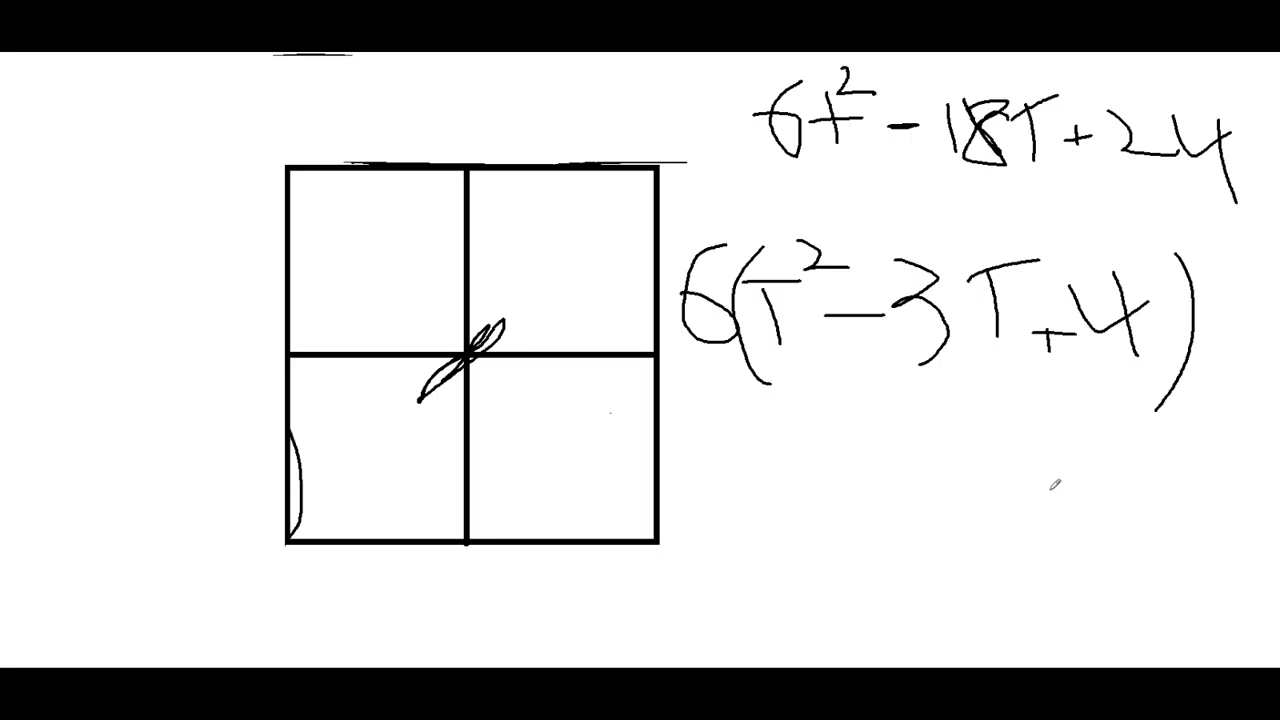 6t² - 18T + 24
6(T² - 3T + 4)